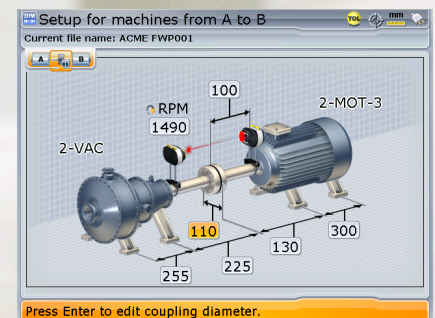 Setup for machines from A to B
TOL mm
Current file name: ACME FWP001
A B
100
RPM
1490
2-MOT-3
2-VAC
110
300
130
225
255
Press Enter to edit coupling diameter.